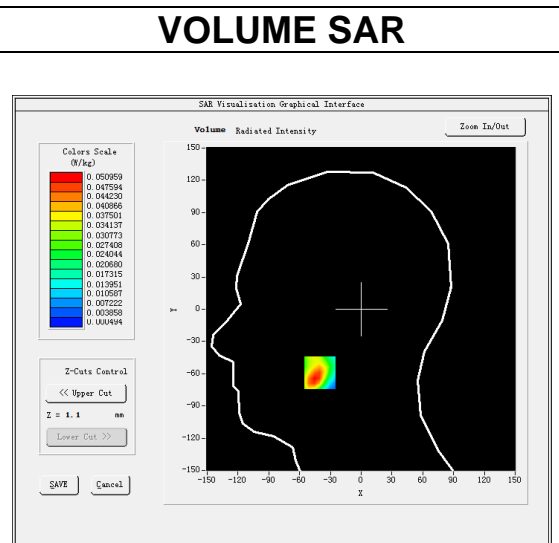 VOLUME SAR
SAR Visualisation Graphical Interface
Volume Radiated Intensity
Zoom In/Out
Colors Scale
(W/kg)
0.050959
0.047594
0.044230
0.040866
0.037501
0.034137
0.030773
0.027408
0.024044
0.020680
0.017315
0.013951
0.010587
0.007222
0.003858
0.000494
Z-Cuts Control
<< Upper Cut
Z = 1.1 mm
Lower Cut >>
SAVE Cancel
150
120
90
60
30
0
-30
-60
-90
-120
-150
Y
-150 -120 -90 -60 -30 0 30 60 90 120 150
X